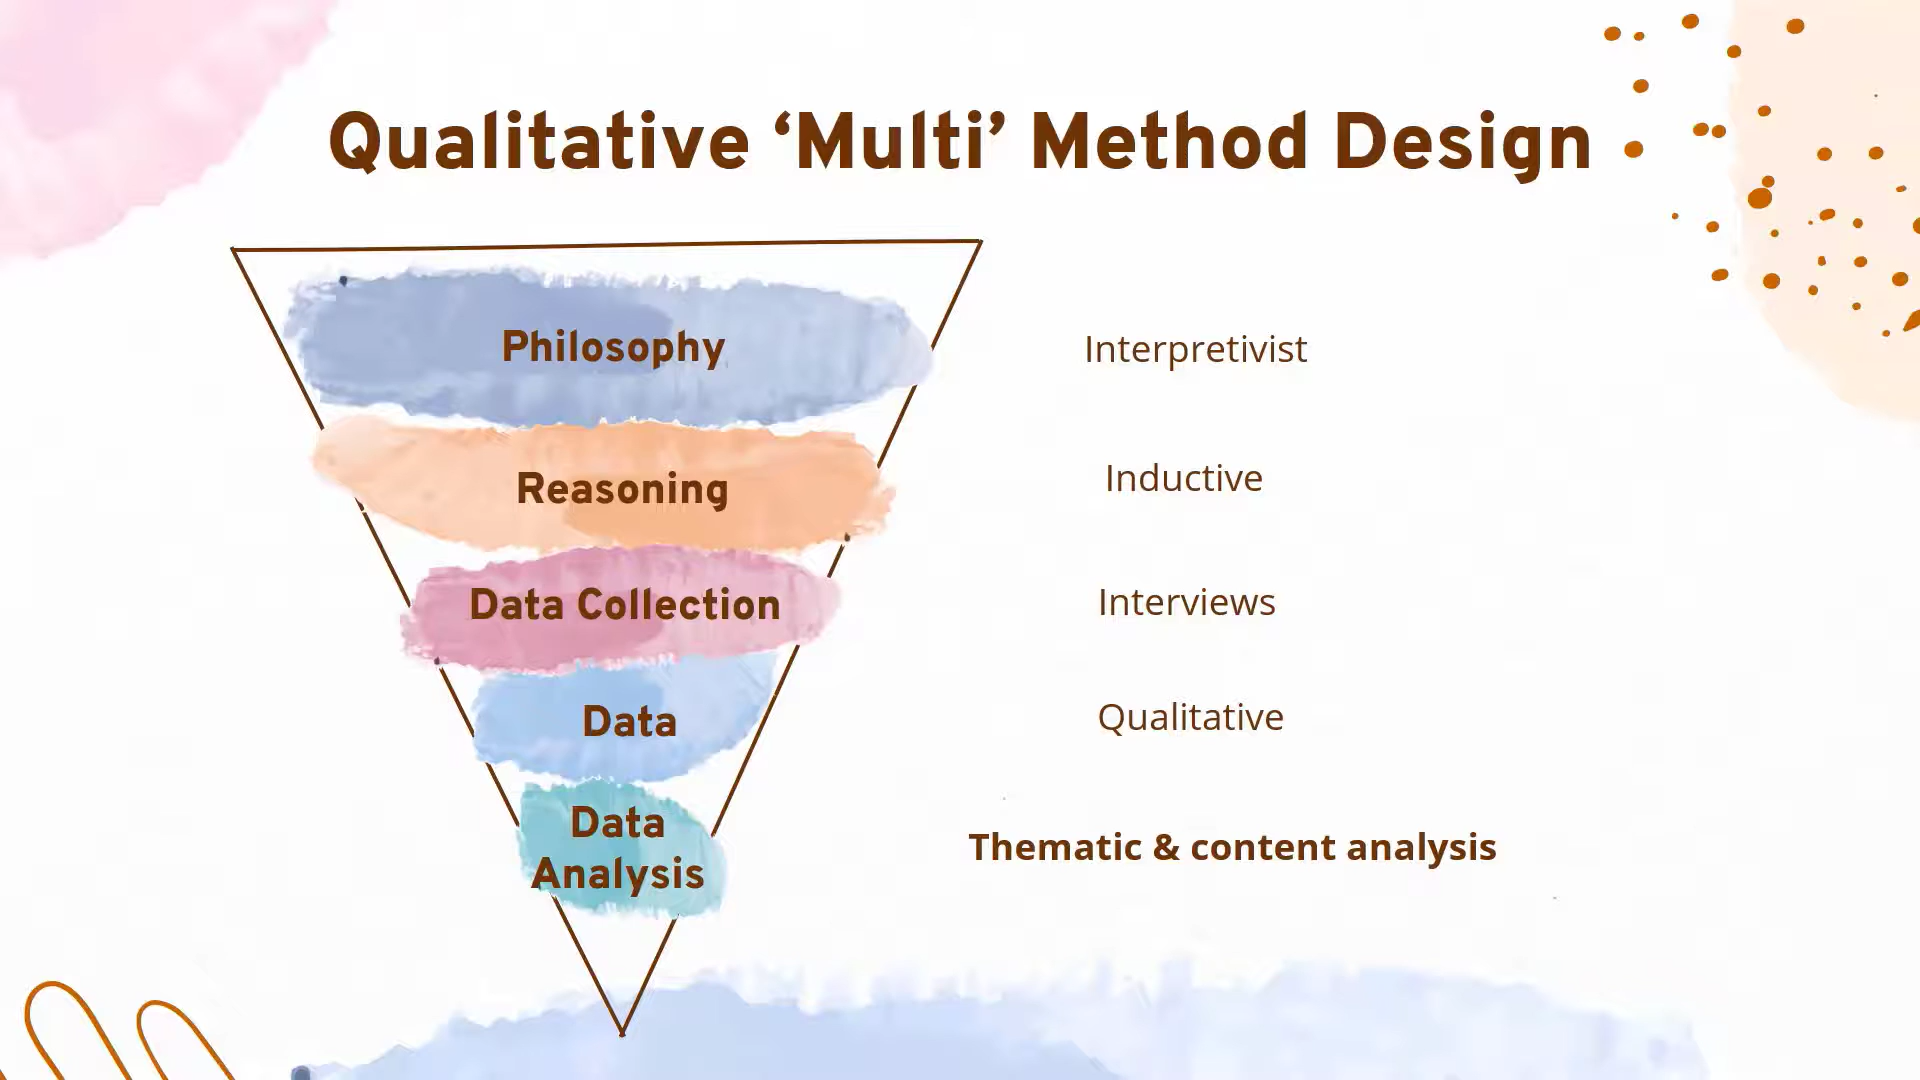 Qualitative ‘Multi’ Method Design
Philosophy
Interpretivist
Reasoning
Inductive
Data Collection
Interviews
Data
Qualitative
Data
Analysis
Thematic & content analysis